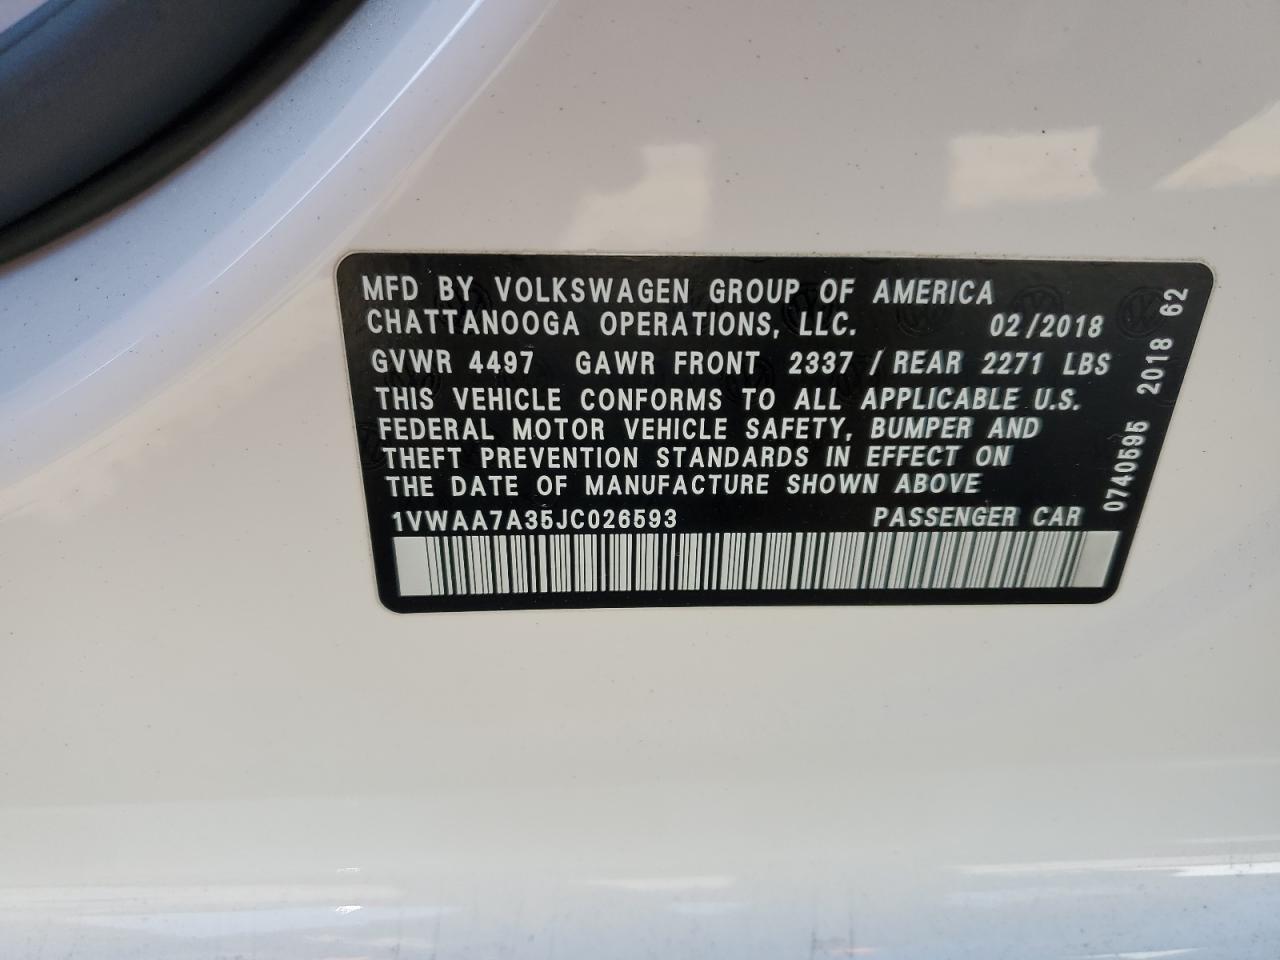 MFD BY VOLKSWAGEN GROUP OF AMERICA
CHATTANOOGA OPERATIONS, LLC. 02/2018
GVWR 4497 GAWR FRONT 2337 / REAR 2271 LBS
THIS VEHICLE CONFORMS TO ALL APPLICABLE U.S.
FEDERAL MOTOR VEHICLE SAFETY, BUMPER AND
THEFT PREVENTION STANDARDS IN EFFECT ON
THE DATE OF MANUFACTURE SHOWN ABOVE
1VWAA7A35JC026593 PASSENGER CAR
0740595 2018 62